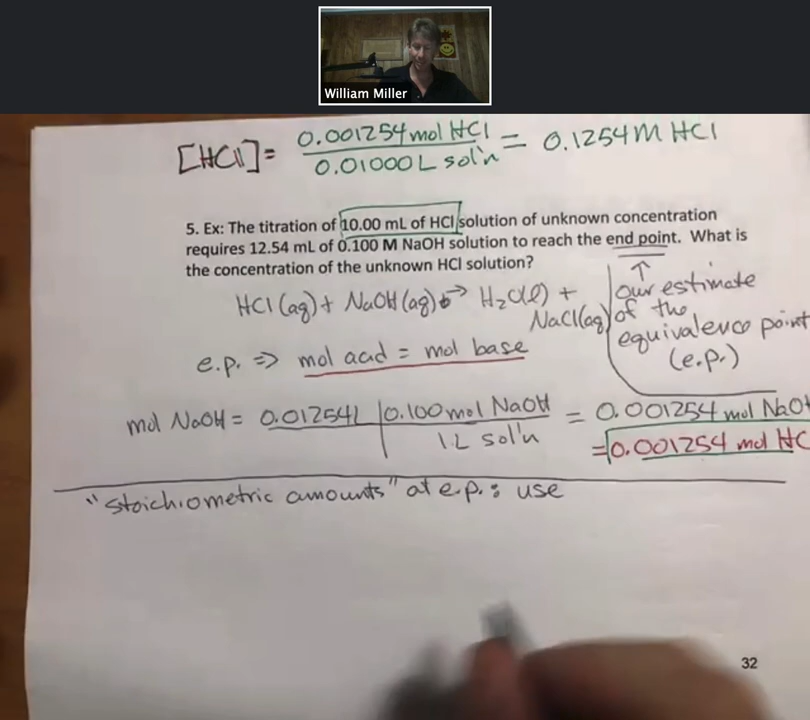 William Miller
[HCl] = 0.001254 mol HCl / 0.01000 L sol'n = 0.1254 M HCl
5. Ex: The titration of 10.00 mL of HCl solution of unknown concentration
requires 12.54 mL of 0.100 M NaOH solution to reach the end point. What is
the concentration of the unknown HCl solution?
HCl(aq) + NaOH(aq) → H2O(l) +
NaCl(aq)
↑
our estimate
of the
equivalence point
(e.p.)
e.p. ⇒ mol acid = mol base
mol NaOH = 0.01254L | 0.100 mol NaOH / 1L sol'n = 0.001254 mol NaOH
= 0.001254 mol HC
"stoichiometric amounts" at e.p.: use
32